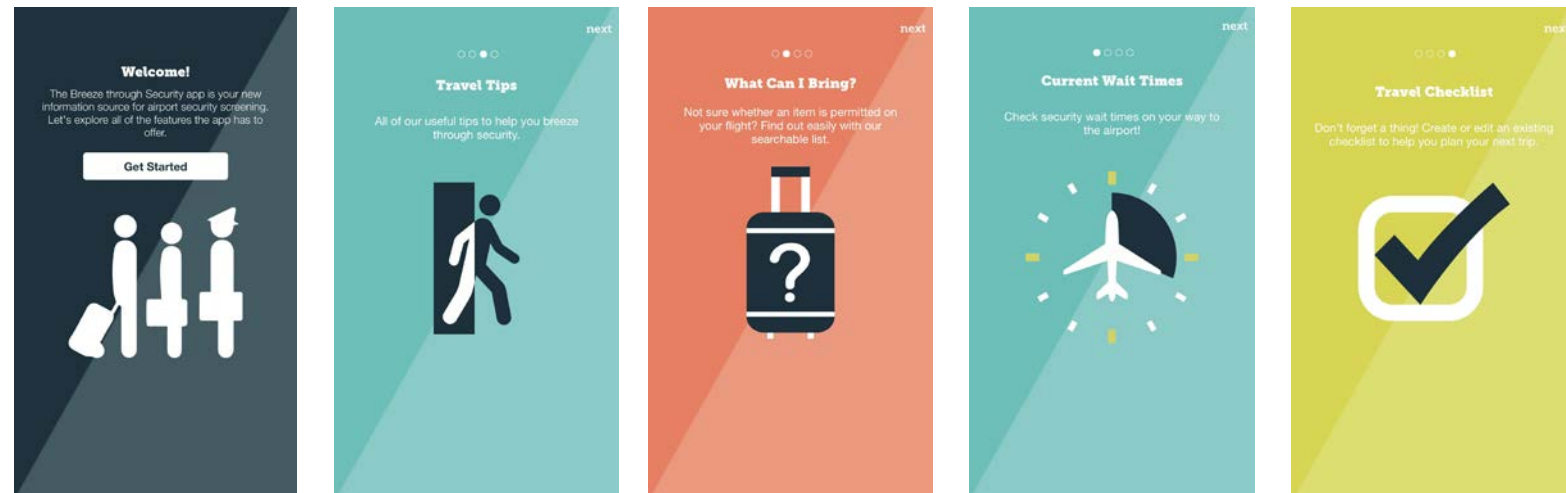 Welcome!
The Breeze through Security app is your new
information source for airport security screening.
Let's explore all of the features the app has to
offer.
Get Started
next
Travel Tips
All of our useful tips to help you breeze
through security.
next
What Can I Bring?
Not sure whether an item is permitted on
your flight? Find out easily with our
searchable list.
?
next
Current Wait Times
Check security wait times on your way to
the airport!
next
Travel Checklist
Don't forget a thing! Create or edit an existing
checklist to help you plan your next trip.